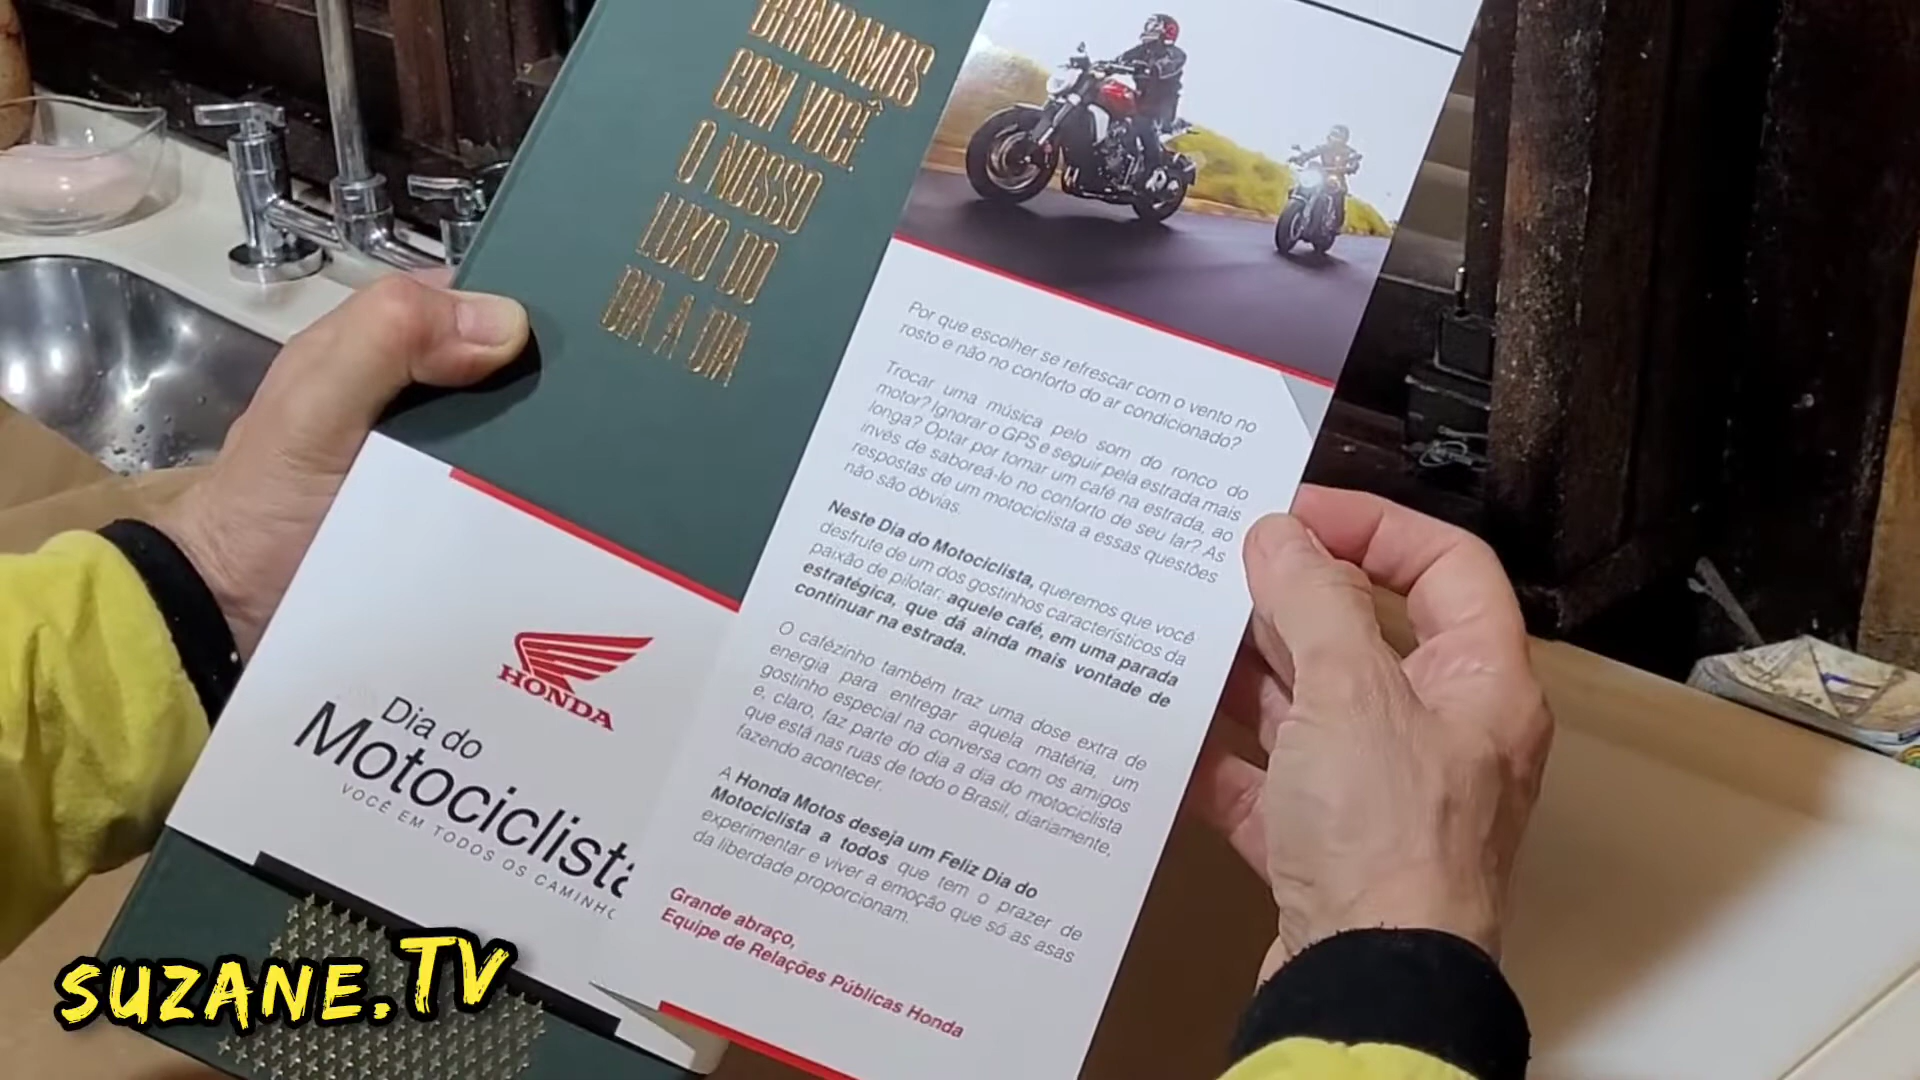 BRINDAMOS
COM VOCÊ
O NOSSO
LUXO DO
DIA A DIA
HONDA
Dia do
Motociclista
VOCÊ EM TODOS OS CAMINHO
Por que escolher se refrescar com o vento no
rosto e não no conforto do ar condicionado?
Trocar uma música pelo som do ronco do
motor? Ignorar o GPS e seguir pela estrada mais
longa? Optar por tomar um café na estrada, ao
invés de saboreá-lo no conforto de seu lar? As
respostas de um motociclista a essas questões
não são óbvias.
Neste Dia do Motociclista, queremos que você
desfrute de um dos gostinhos característicos da
paixão de pilotar: aquele café, em uma parada
estratégica, que dá ainda mais vontade de
continuar na estrada.
O cafézinho também traz uma dose extra de
energia para entregar aquela matéria, um
gostinho especial na conversa com os amigos
e, claro, faz parte do dia a dia do motociclista
que está nas ruas de todo o Brasil, diariamente,
fazendo acontecer.
A Honda Motos deseja um Feliz Dia do
Motociclista a todos que tem o prazer de
experimentar e viver a emoção que só as asas
da liberdade proporcionam.
Grande abraço,
Equipe de Relações Públicas Honda
SUZANE.TV